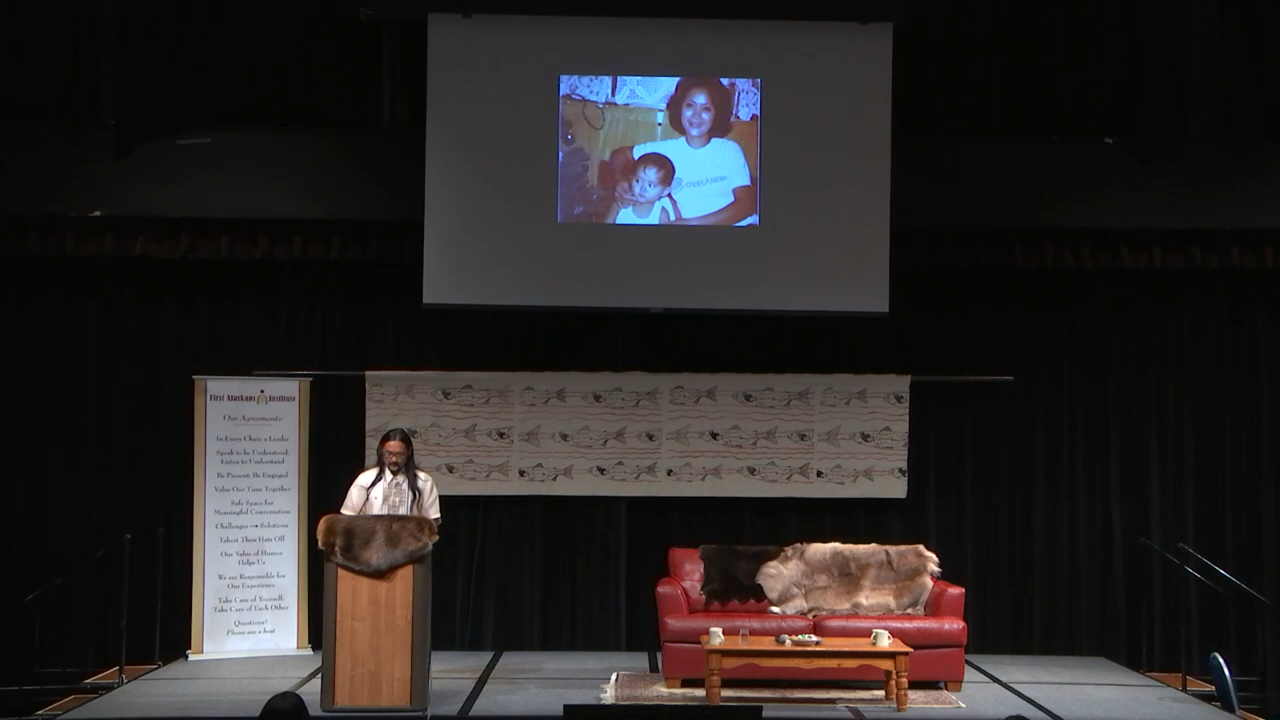 First Alaskans Institute
Our Agreements:
In Every Chair, a Leader
Speak to be Understood;
Listen to Understand
Be Present; Be Engaged
Value Our Time Together
Safe Space for
Meaningful Conversation
Challenges → Solutions
Takest Their Hats Off
Our Value of Humor
Helps Us
We are Responsible for
Our Experience
Take Care of Yourself;
Take Care of Each Other
Questions?
Please see a host